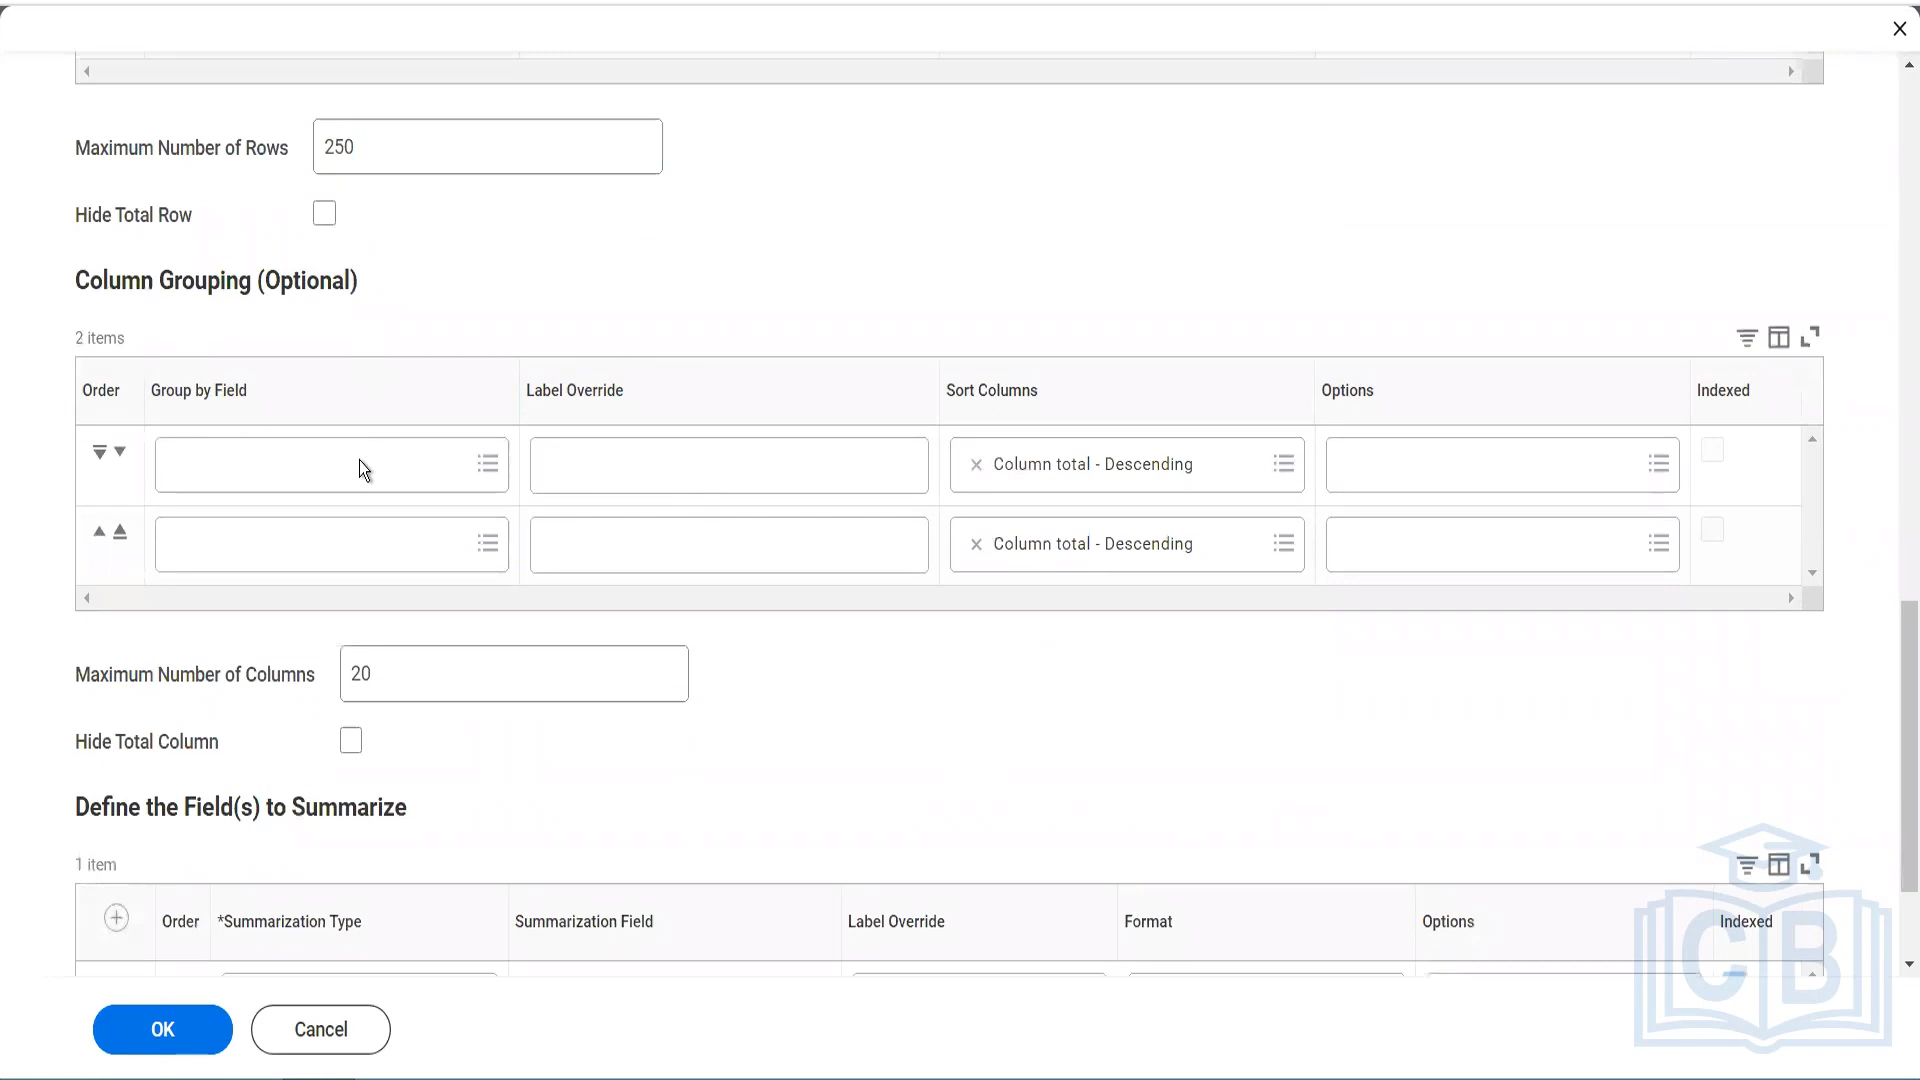 Maximum Number of Rows 250
Hide Total Row
Column Grouping (Optional)
2 items
Order Group by Field Label Override Sort Columns Options Indexed
Column total - Descending
Column total - Descending
Maximum Number of Columns 20
Hide Total Column
Define the Field(s) to Summarize
1 item
Order *Summarization Type Summarization Field Label Override Format Options Indexed
CB
OK Cancel